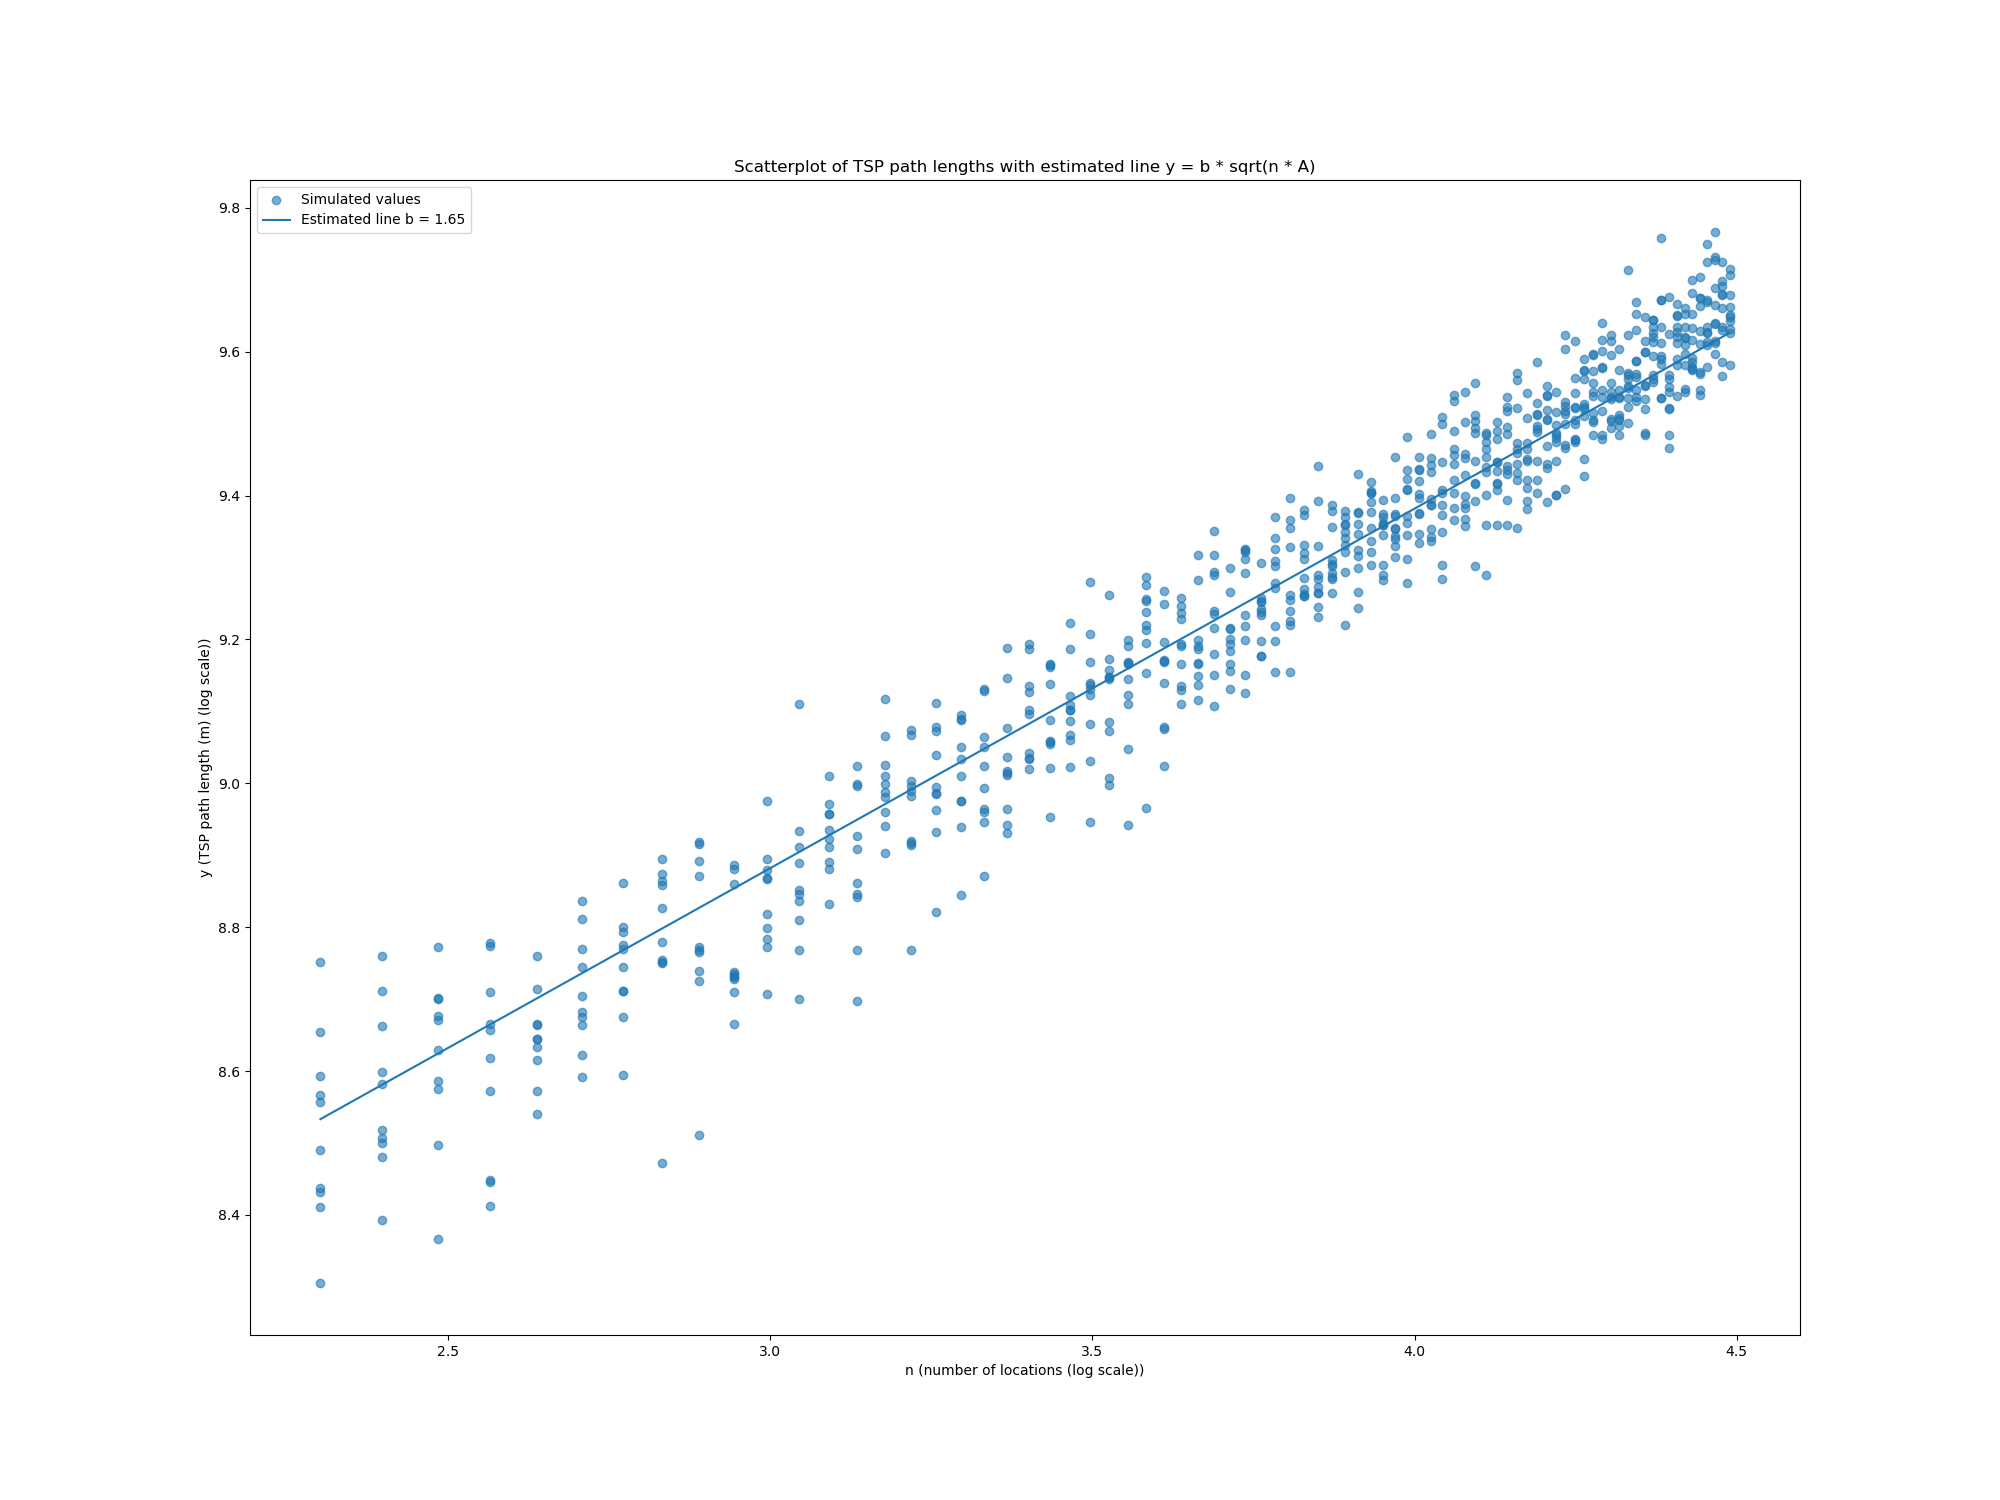 Scatterplot of TSP path lengths with estimated line y = b * sqrt(n * A)
Simulated values
Estimated line b = 1.65
9.8
9.6
9.4
9.2
9.0
8.8
8.6
8.4
y (TSP path length (m) (log scale))
2.5
3.0
3.5
4.0
4.5
n (number of locations (log scale))